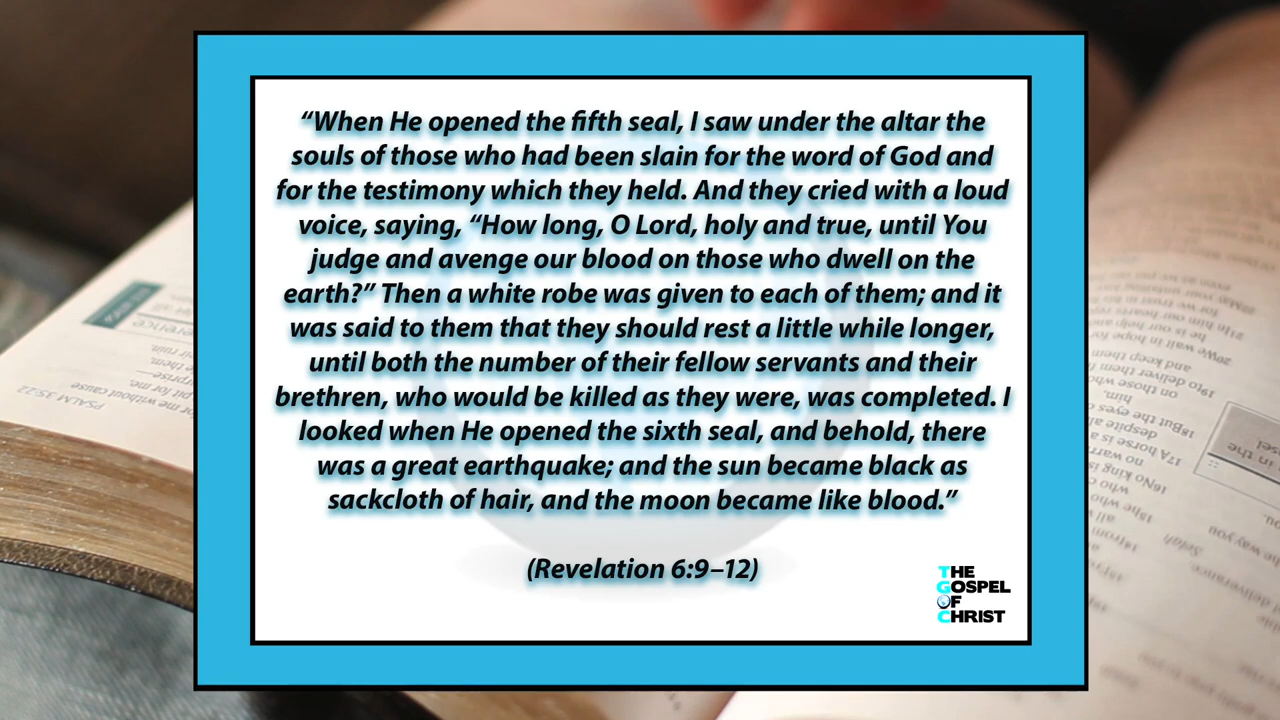 “When He opened the fifth seal, I saw under the altar the
souls of those who had been slain for the word of God and
for the testimony which they held. And they cried with a loud
voice, saying, “How long, O Lord, holy and true, until You
judge and avenge our blood on those who dwell on the
earth?” Then a white robe was given to each of them; and it
was said to them that they should rest a little while longer,
until both the number of their fellow servants and their
brethren, who would be killed as they were, was completed. I
looked when He opened the sixth seal, and behold, there
was a great earthquake; and the sun became black as
sackcloth of hair, and the moon became like blood.”
(Revelation 6:9–12)
THE
GOSPEL
OF
CHRIST
PSALM 35:22